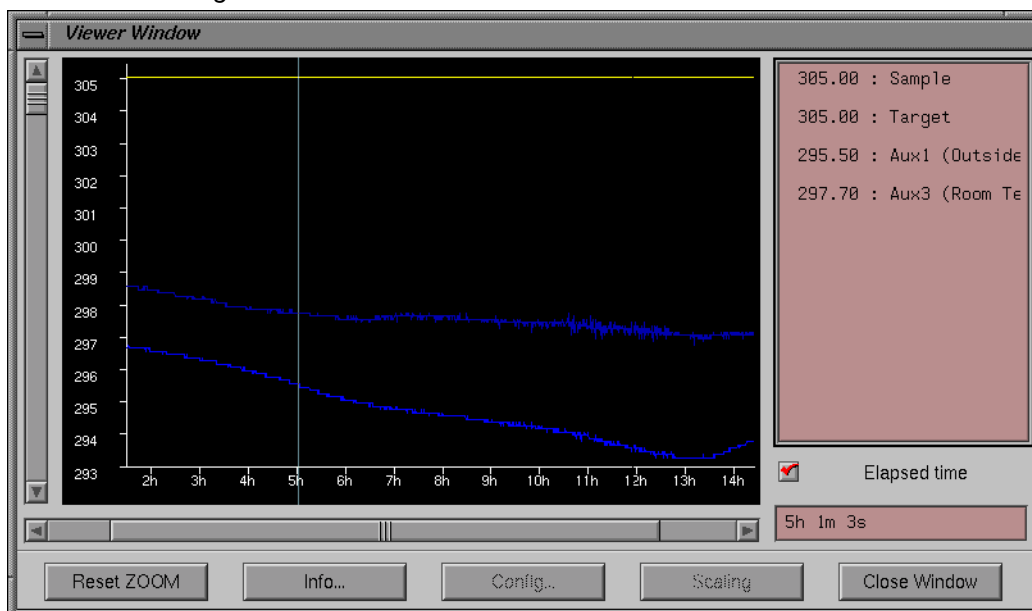 Viewer Window
305
304
303
302
301
300
299
298
297
296
295
294
293
2h 3h 4h 5h 6h 7h 8h 9h 10h 11h 12h 13h 14h
305.00 : Sample
305.00 : Target
295.50 : Aux1 (Outside
297.70 : Aux3 (Room Te
Elapsed time
5h 1m 3s
Reset ZOOM Info... Config... Scaling Close Window